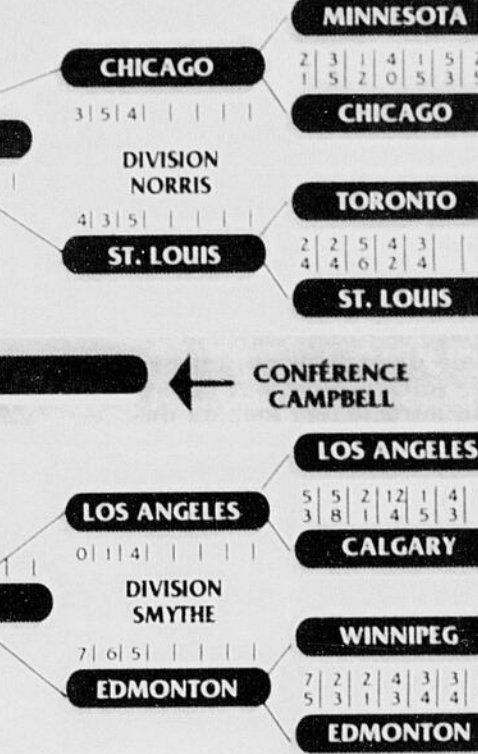 MINNESOTA
2 | 3 | 1 | 4 | 1 | 5 |
1 | 5 | 2 | 0 | 5 | 3 |
CHICAGO
CHICAGO
3 | 5 | 4 | | | |
DIVISION
NORRIS
4 | 3 | 5 | | | |
ST. LOUIS
TORONTO
2 | 2 | 5 | 4 | 3 | |
4 | 4 | 6 | 2 | 4 | |
ST. LOUIS
CONFÉRENCE
CAMPBELL
LOS ANGELES
5 | 5 | 2 | 12 | 1 | 4 |
3 | 8 | 1 | 4 | 5 | 3 |
CALGARY
LOS ANGELES
0 | 1 | 4 | | | |
DIVISION
SMYTHE
7 | 6 | 5 | | | |
EDMONTON
WINNIPEG
7 | 2 | 2 | 4 | 3 | 3 |
5 | 3 | 1 | 3 | 4 | 4 |
EDMONTON